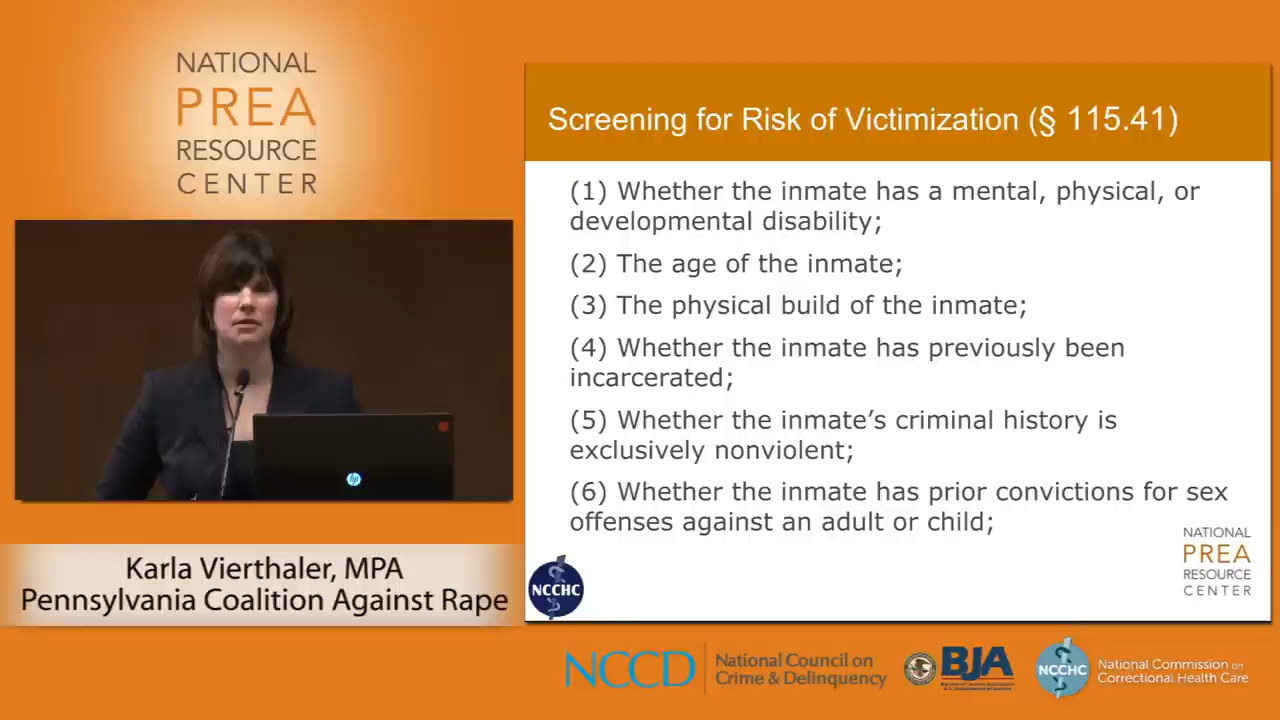 NATIONAL
PREA
RESOURCE
CENTER
Screening for Risk of Victimization (§ 115.41)
(1) Whether the inmate has a mental, physical, or
developmental disability;
(2) The age of the inmate;
(3) The physical build of the inmate;
(4) Whether the inmate has previously been
incarcerated;
(5) Whether the inmate’s criminal history is
exclusively nonviolent;
(6) Whether the inmate has prior convictions for sex
offenses against an adult or child;
NATIONAL
PREA
RESOURCE
CENTER
NCCHC
hp
Karla Vierthaler, MPA
Pennsylvania Coalition Against Rape
NCCD
National Council on
Crime & Delinquency
BJA
NCCHC
National Commission on
Correctional Health Care